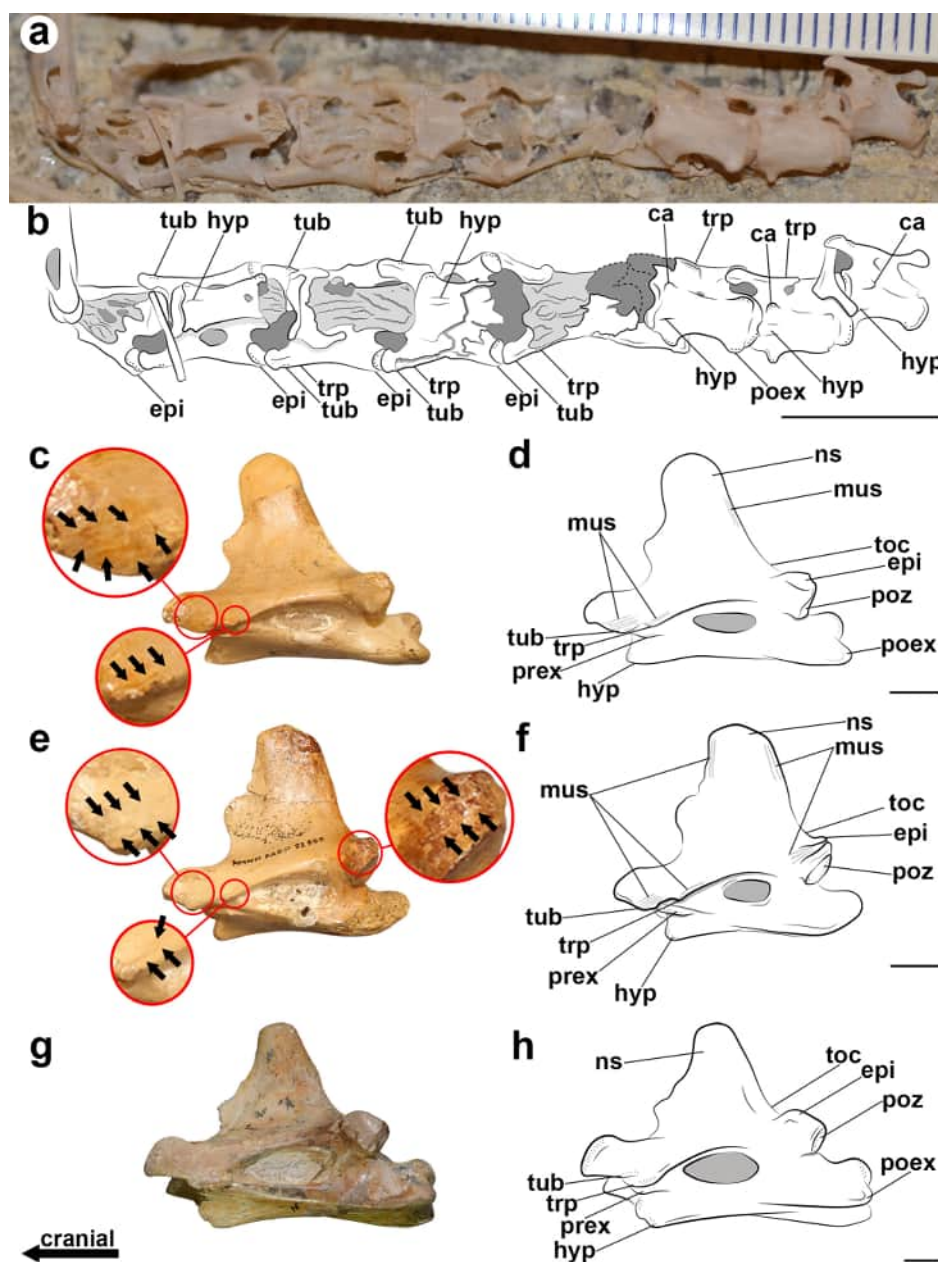 a
b
tub hyp tub tub hyp ca trp ca trp ca
epi epi trp tub epi trp tub epi trp tub hyp poex hyp hyp
c
d
ns
mus
mus
toc
epi
poz
tub
trp
prex
poex
hyp
e
f
ns
mus
mus
toc
epi
poz
tub
trp
prex
hyp
g
h
ns
toc
epi
poz
poex
tub
trp
prex
hyp
cranial